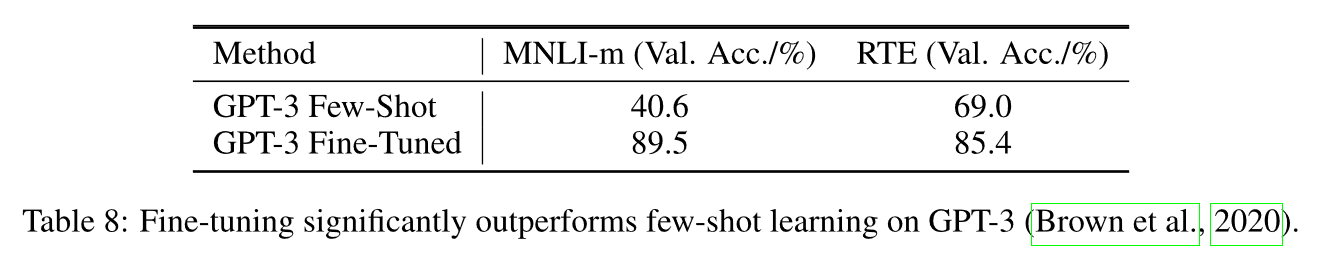 Method MNLI-m (Val. Acc./%) RTE (Val. Acc./%)
GPT-3 Few-Shot 40.6 69.0
GPT-3 Fine-Tuned 89.5 85.4
Table 8: Fine-tuning significantly outperforms few-shot learning on GPT-3 (Brown et al., 2020).